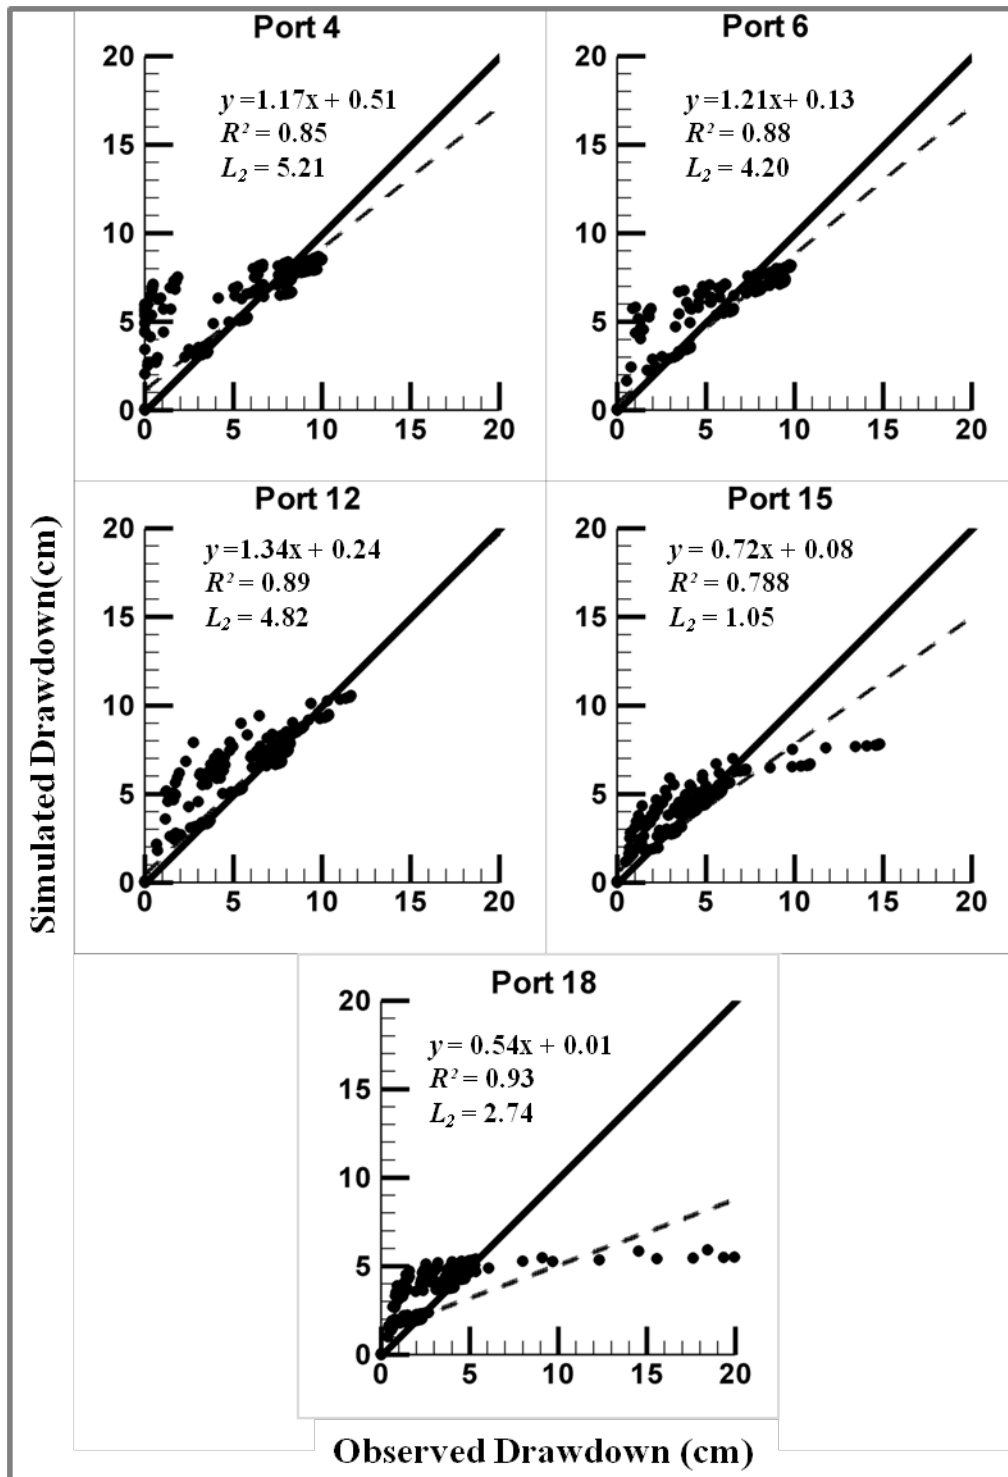 Port 4
20
15
10
5
0
y =1.17x + 0.51
R² = 0.85
L₂ = 5.21
0 5 10 15 20
Port 6
20
15
10
5
0
y =1.21x+ 0.13
R² = 0.88
L₂ = 4.20
0 5 10 15 20
Port 12
20
15
10
5
0
y =1.34x + 0.24
R² = 0.89
L₂ = 4.82
0 5 10 15 20
Port 15
20
15
10
5
0
y = 0.72x + 0.08
R² = 0.788
L₂ = 1.05
0 5 10 15 20
Port 18
20
15
10
5
0
y = 0.54x + 0.01
R² = 0.93
L₂ = 2.74
0 5 10 15 20
Simulated Drawdown(cm)
Observed Drawdown (cm)